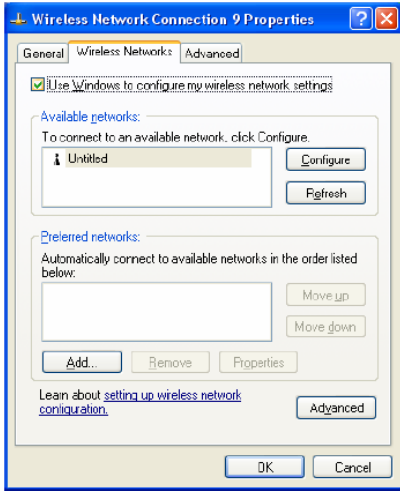 Wireless Network Connection 9 Properties
General Wireless Networks Advanced
Use Windows to configure my wireless network settings
Available networks:
To connect to an available network, click Configure.
Untitled
Configure
Refresh
Preferred networks:
Automatically connect to available networks in the order listed
below:
Move up
Move down
Add... Remove Properties
Learn about setting up wireless network
configuration.
Advanced
OK Cancel